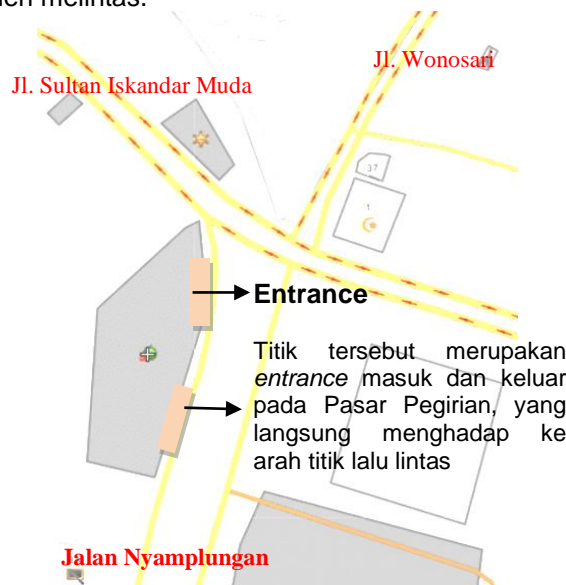 Jl. Wonosari
Jl. Sultan Iskandar Muda
37
1
Entrance
Titik tersebut merupakan
entrance masuk dan keluar
pada Pasar Pegirian, yang
langsung menghadap ke
arah titik lalu lintas
Jalan Nyamplungan